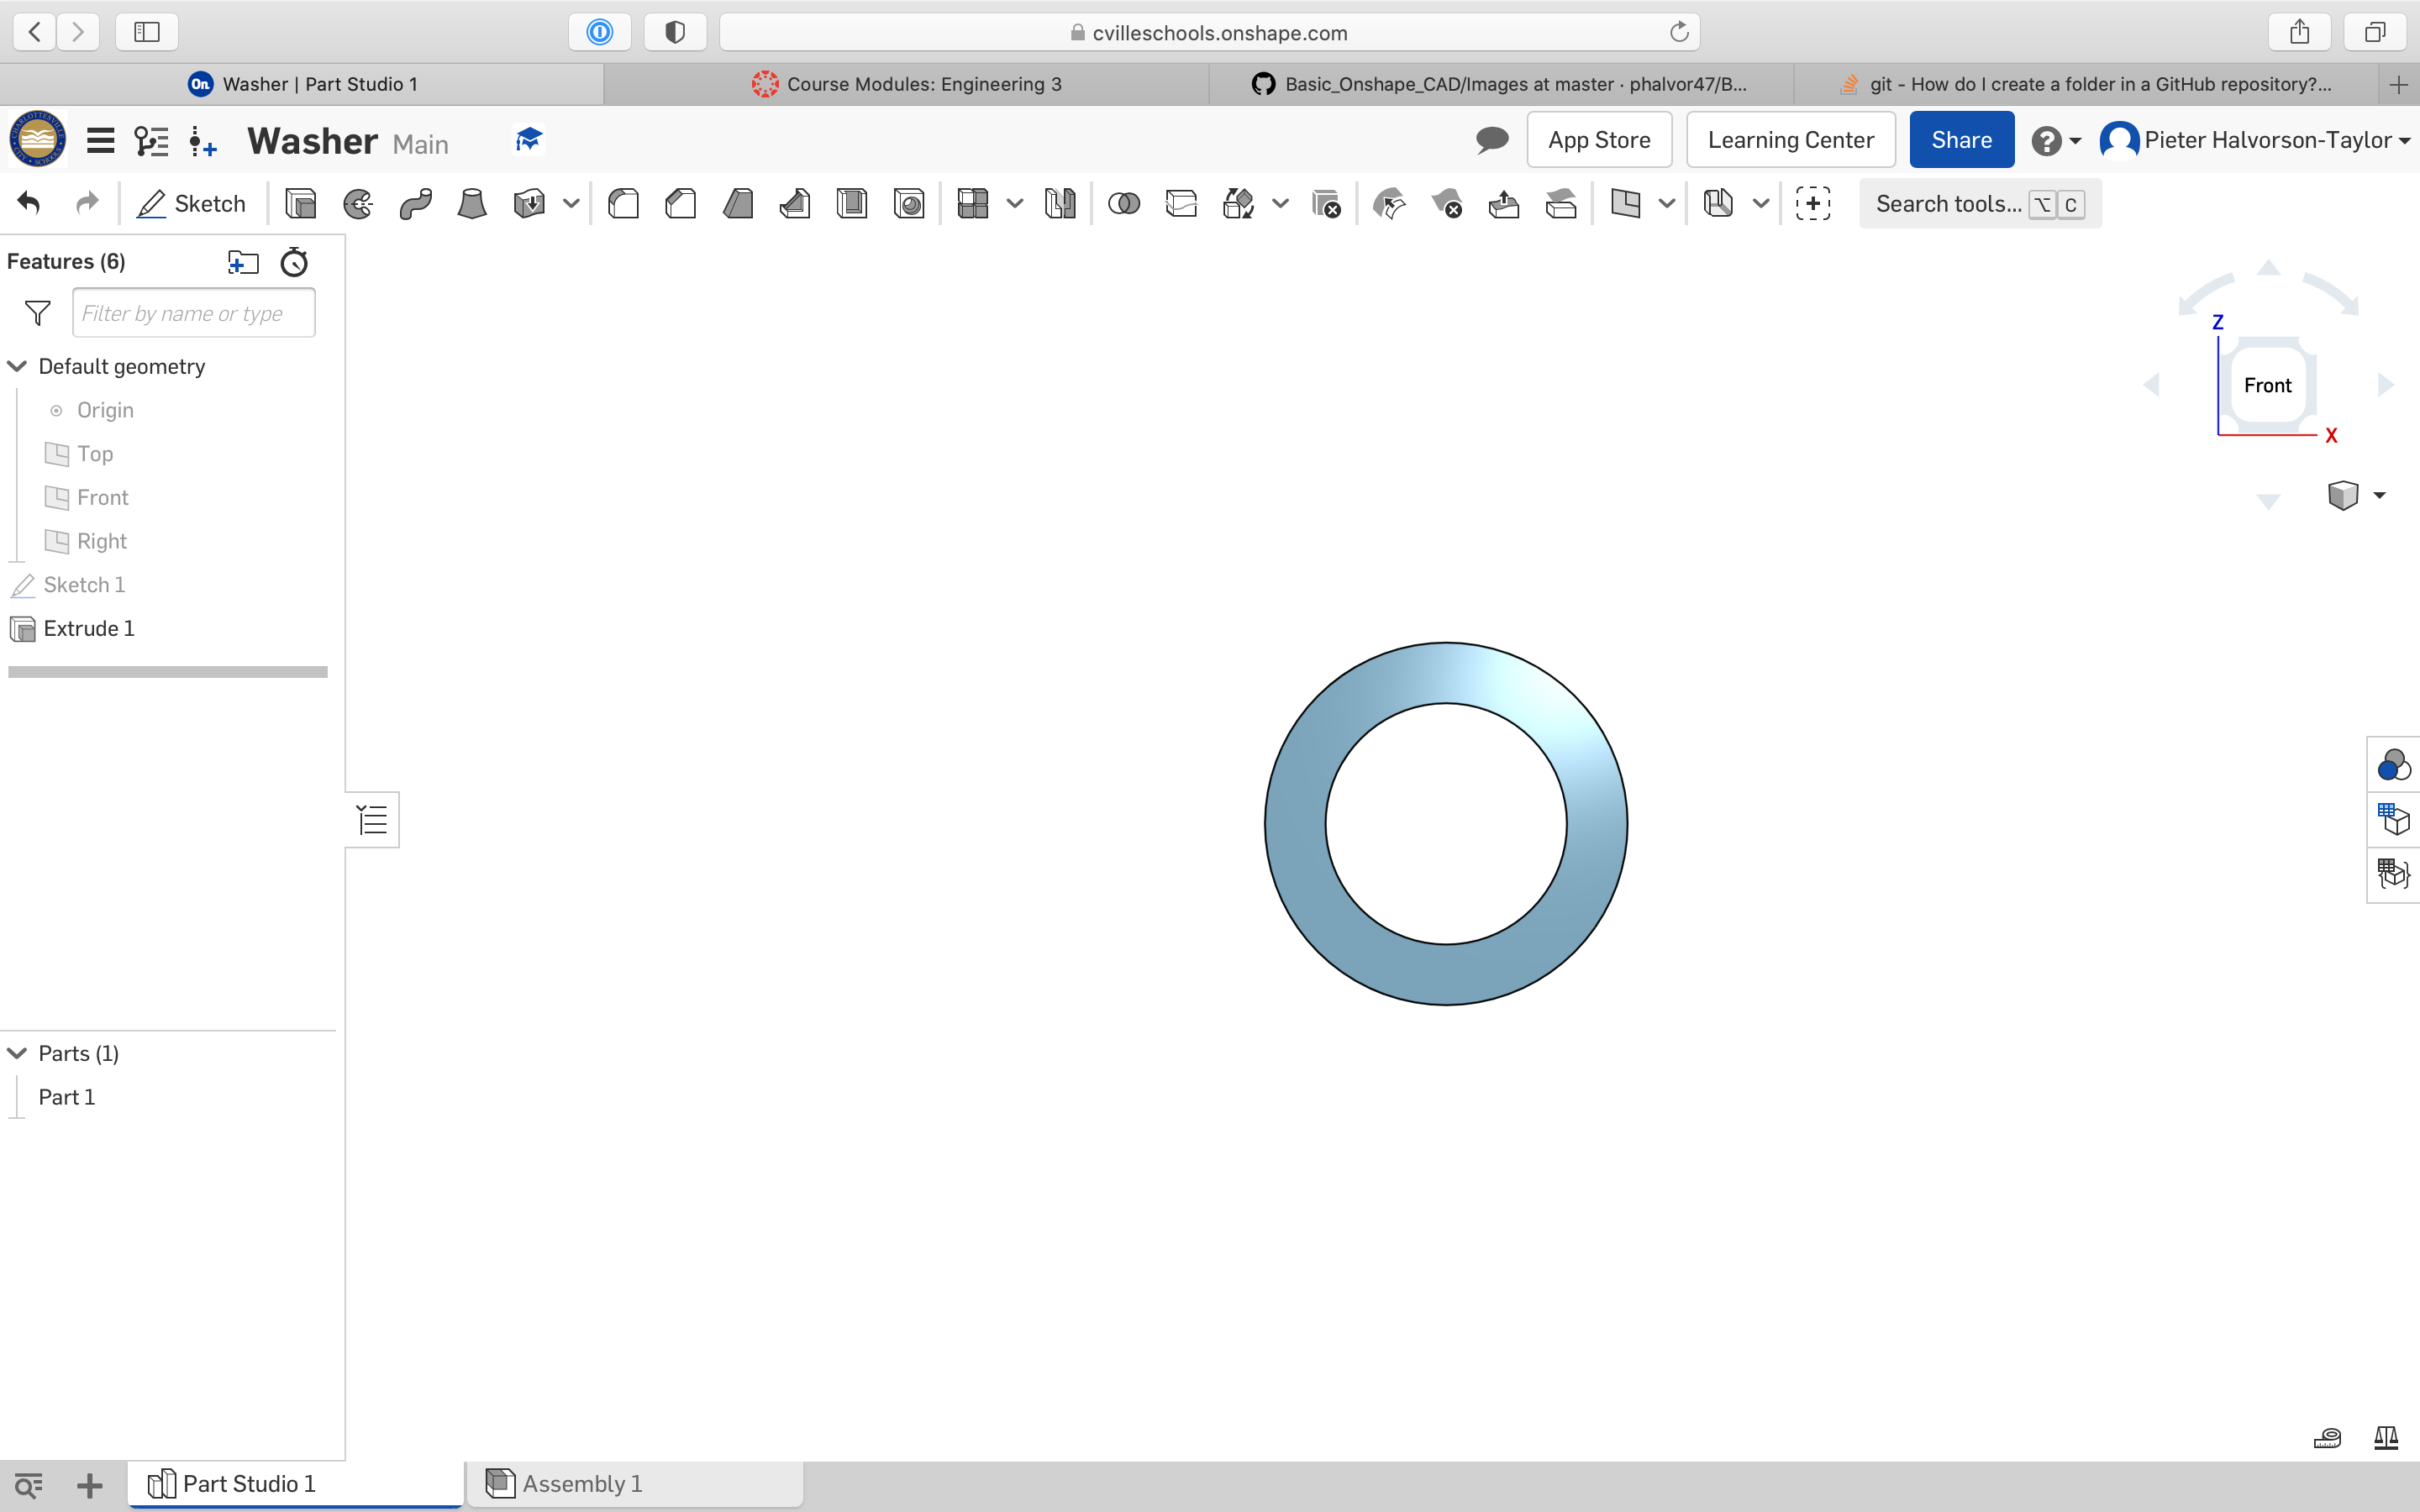 cvilleschools.onshape.com
On Washer | Part Studio 1
Course Modules: Engineering 3
Basic_Onshape_CAD/Images at master · phalvor47/B...
git - How do I create a folder in a GitHub repository?...
Washer Main
App Store
Learning Center
Share
Pieter Halvorson-Taylor
Sketch
Search tools... ⌥ C
Features (6)
Filter by name or type
Default geometry
Origin
Top
Front
Right
Sketch 1
Extrude 1
Z
Front
X
Parts (1)
Part 1
Part Studio 1
Assembly 1